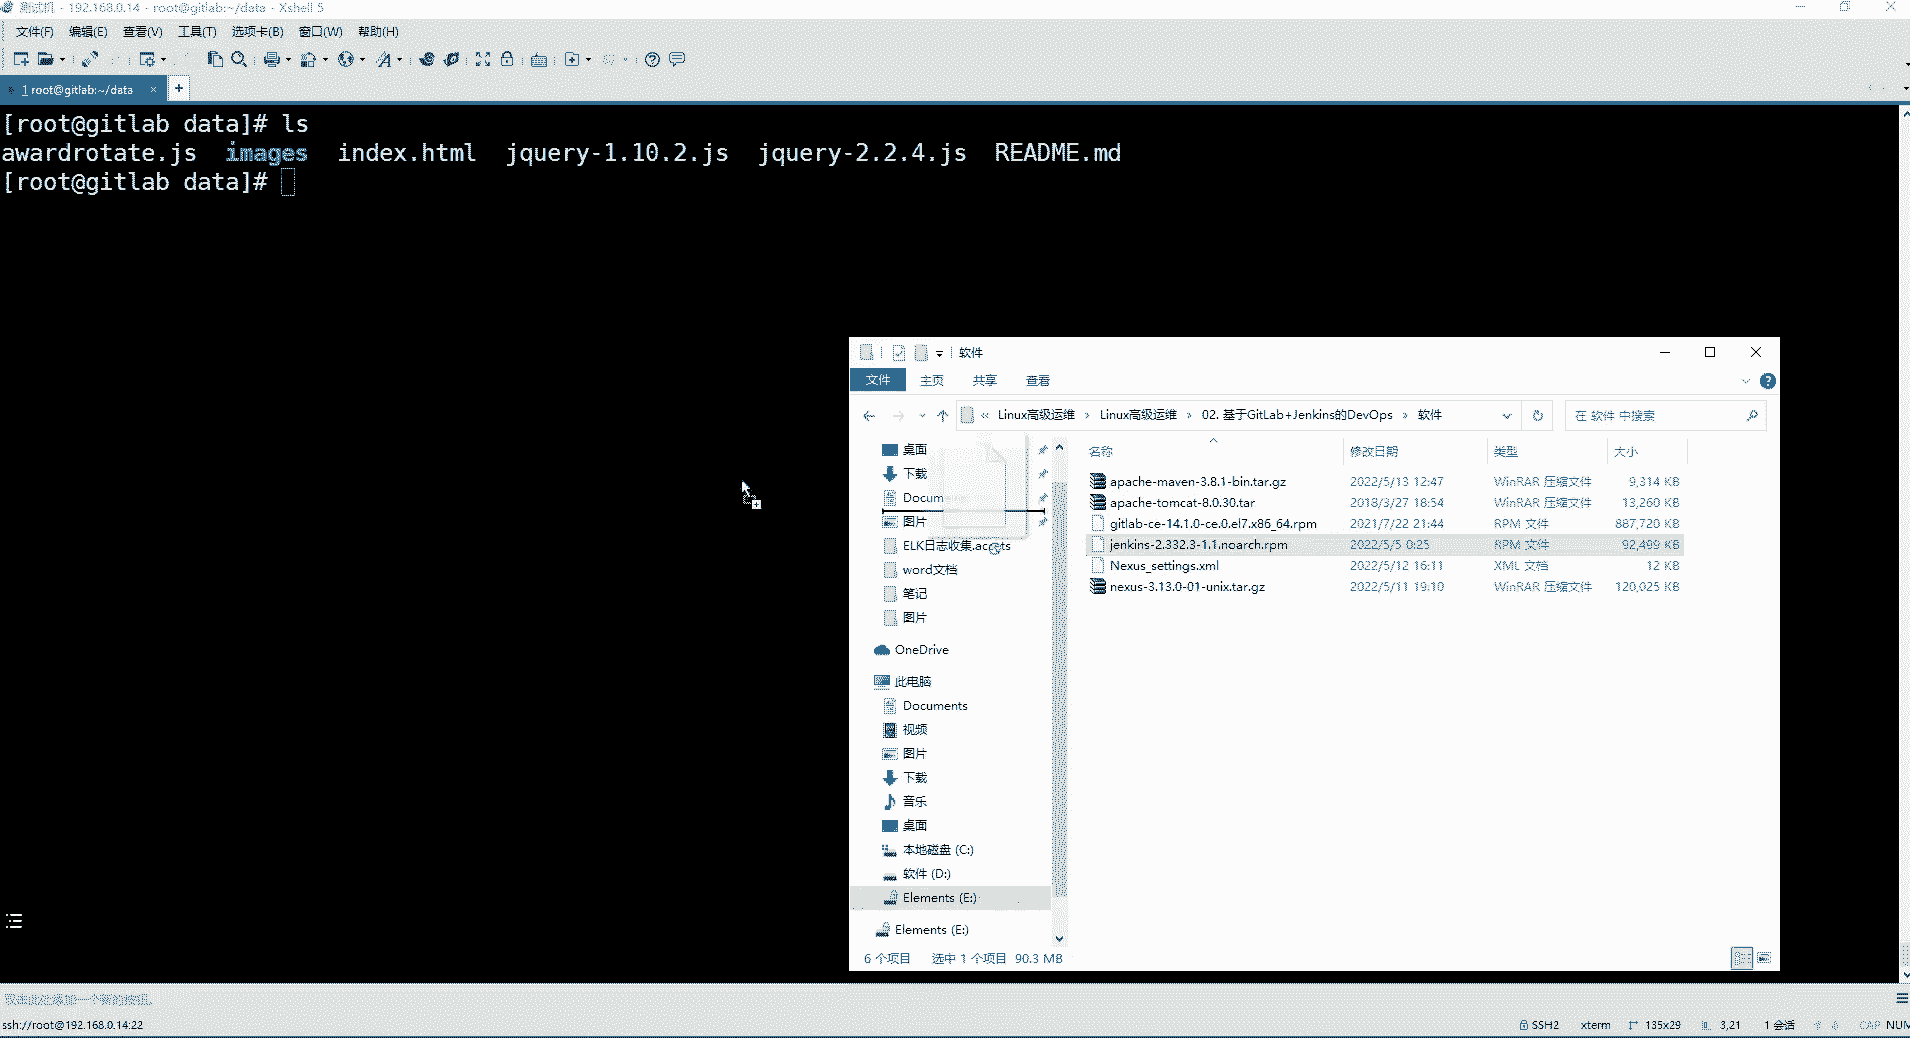 测试机 - 192.168.0.14 - root@gitlab:~/data - Xshell 5
文件(F) 编辑(E) 查看(V) 工具(T) 选项卡(B) 窗口(W) 帮助(H)
1 root@gitlab:~/data × +
[root@gitlab data]# ls
awardrotate.js images index.html jquery-1.10.2.js jquery-2.2.4.js README.md
[root@gitlab data]#
软件
文件 主页 共享 查看
« Linux高级运维 › Linux高级运维 › 02. 基于GitLab+Jenkins的DevOps › 软件
在 软件 中搜索
名称 修改日期 类型 大小
apache-maven-3.8.1-bin.tar.gz 2022/5/13 12:47 WinRAR 压缩文件 9,314 KB
apache-tomcat-8.0.30.tar 2018/3/27 18:54 WinRAR 压缩文件 13,260 KB
gitlab-ce-14.1.0-ce.0.el7.x86_64.rpm 2021/7/22 21:44 RPM 文件 887,720 KB
jenkins-2.332.3-1.1.noarch.rpm 2022/5/5 0:25 RPM 文件 92,499 KB
Nexus_settings.xml 2022/5/12 16:11 XML 文档 12 KB
nexus-3.13.0-01-unix.tar.gz 2022/5/11 19:10 WinRAR 压缩文件 120,025 KB
桌面
下载
图片
word文档
笔记
图片
OneDrive
此电脑
Documents
视频
图片
下载
音乐
桌面
本地磁盘 (C:)
软件 (D:)
Elements (E:)
Elements (E:)
6 个项目 选中 1 个项目 90.3 MB
ssh://root@192.168.0.14:22
SSH2 xterm 135x29 3,21 1 会话 CAP NUM